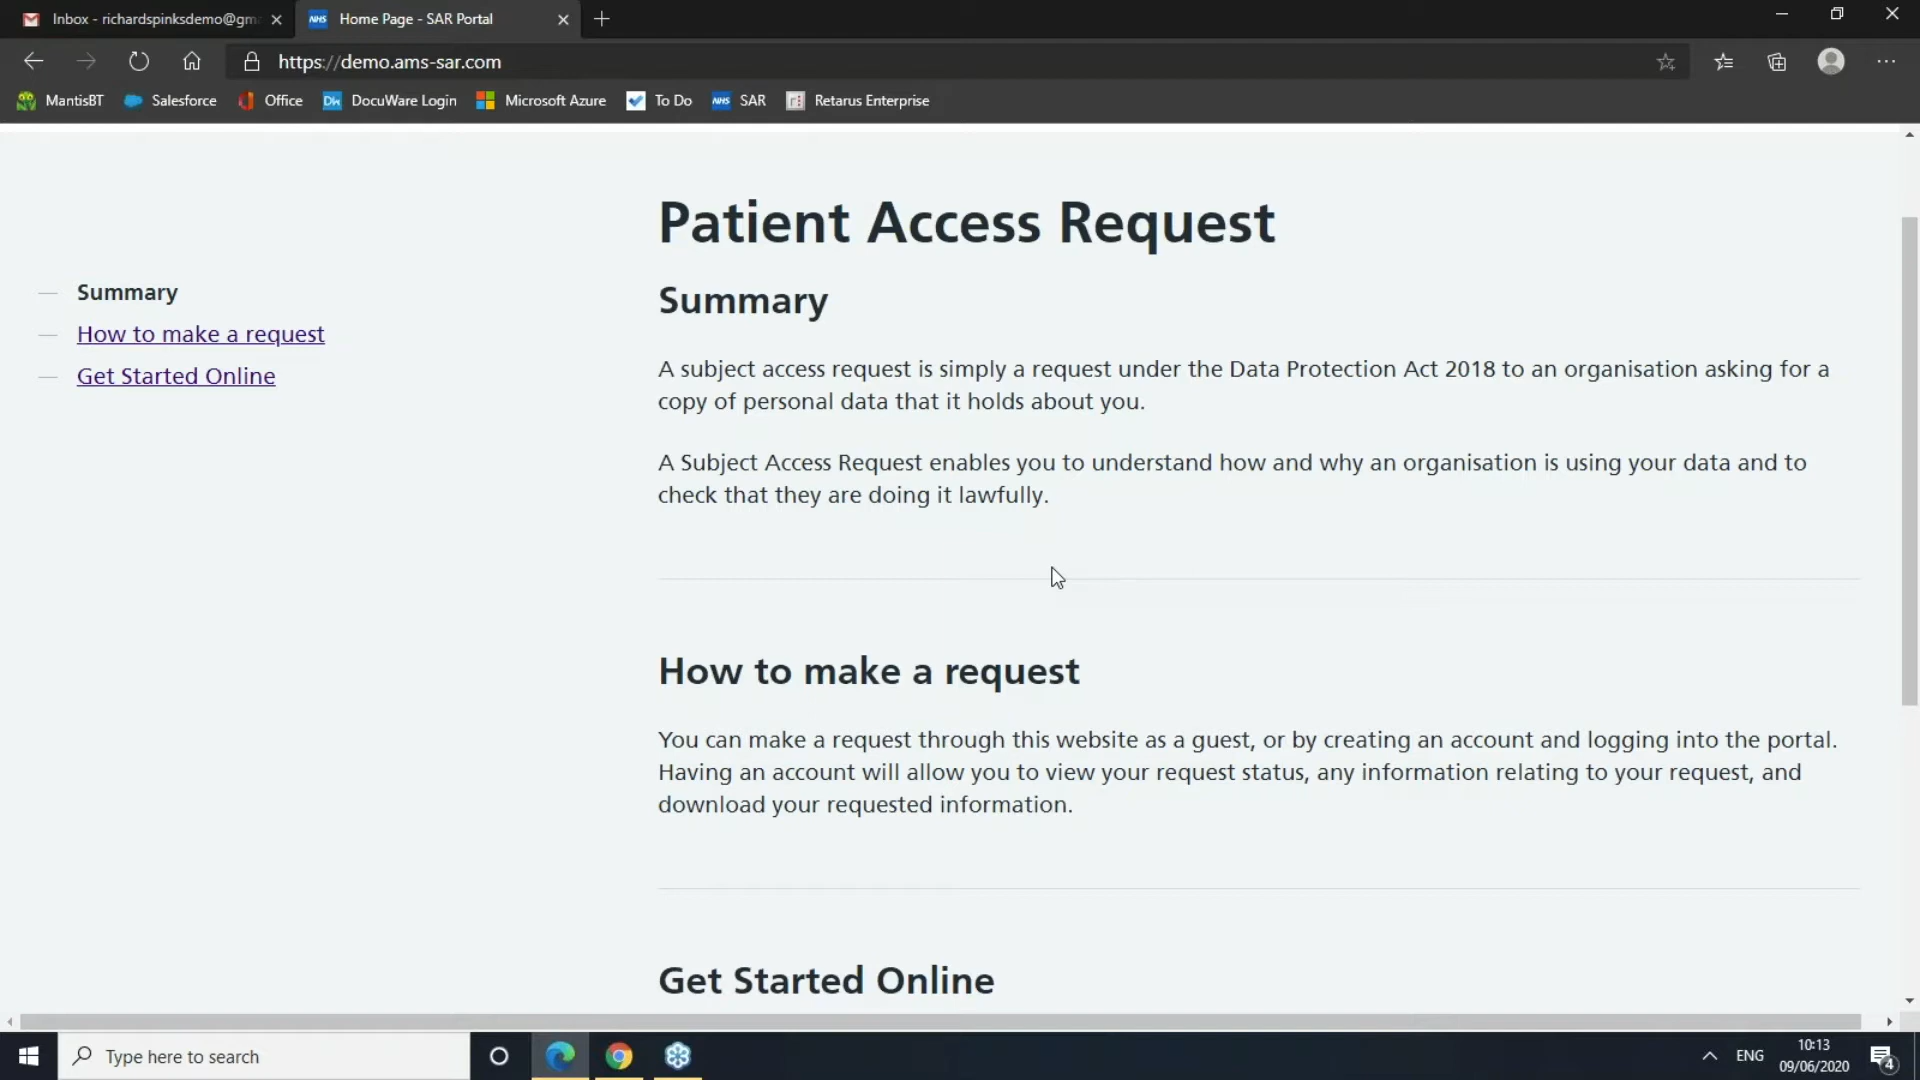 Inbox - richardspinksdemo@gm
NHS Home Page - SAR Portal
https://demo.ams-sar.com
MantisBT
Salesforce
Office
DW DocuWare Login
Microsoft Azure
To Do
NHS SAR
Retarus Enterprise
Patient Access Request
Summary
How to make a request
Get Started Online
Summary
A subject access request is simply a request under the Data Protection Act 2018 to an organisation asking for a
copy of personal data that it holds about you.
A Subject Access Request enables you to understand how and why an organisation is using your data and to
check that they are doing it lawfully.
How to make a request
You can make a request through this website as a guest, or by creating an account and logging into the portal.
Having an account will allow you to view your request status, any information relating to your request, and
download your requested information.
Get Started Online
Type here to search
ENG
10:13
09/06/2020
4